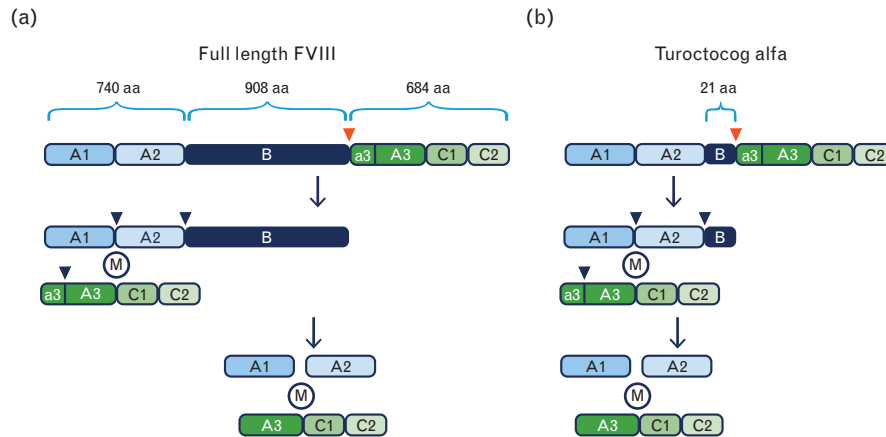 (a)
Full length FVIII
740 aa 908 aa 684 aa
A1 A2 B a3 A3 C1 C2
A1 A2 B
M
a3 A3 C1 C2
A1 A2
M
A3 C1 C2
(b)
Turoctocog alfa
21 aa
A1 A2 B a3 A3 C1 C2
A1 A2 B
M
a3 A3 C1 C2
A1 A2
M
A3 C1 C2